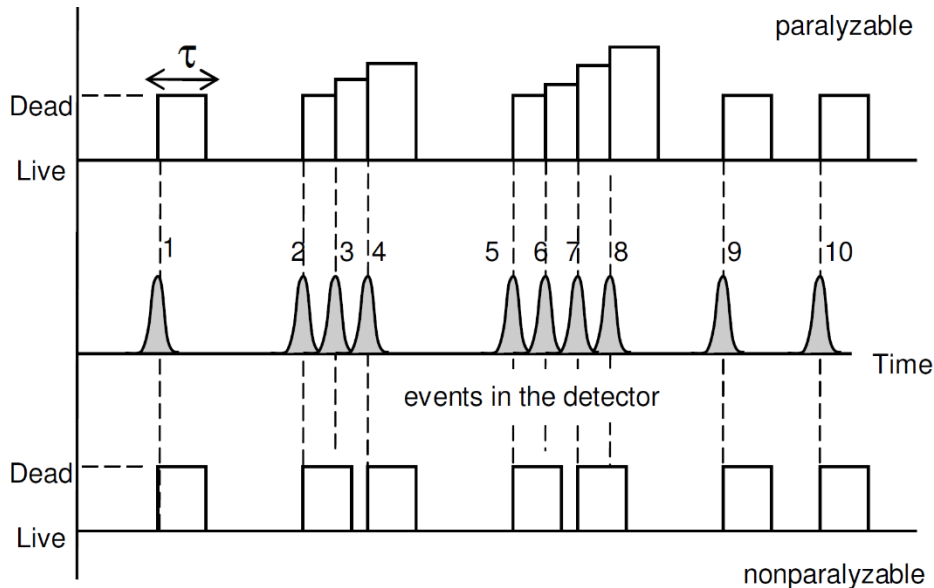 paralyzable
τ
Dead
Live
1 2 3 4 5 6 7 8 9 10
Time
events in the detector
Dead
Live
nonparalyzable